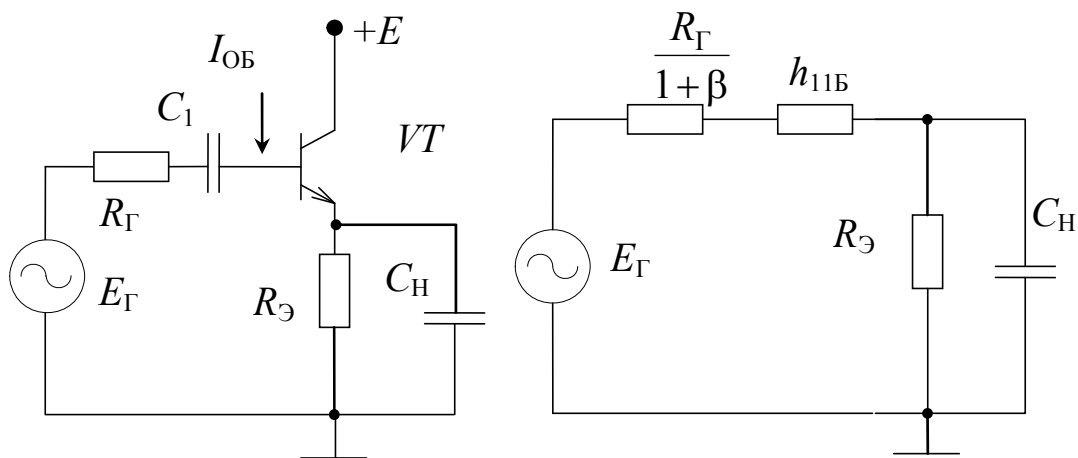 +E
I_ОБ
C_1
VT
R_Г
E_Г
R_Э
C_Н
R_Г
1 + β
h_11Б
E_Г
R_Э
C_Н